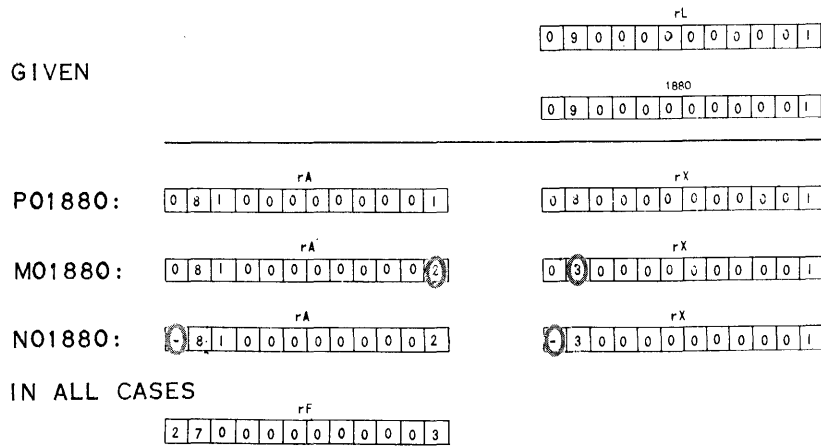 rL
0 9 0 0 0 0 0 0 0 0 0 1
GIVEN
1880
0 9 0 0 0 0 0 0 0 0 0 1
rA rX
P01880: 0 8 1 0 0 0 0 0 0 0 0 1 0 8 0 0 0 0 0 0 0 0 0 1
rA rX
M01880: 0 8 1 0 0 0 0 0 0 0 0 2 0 3 0 0 0 0 0 0 0 0 0 1
rA rX
N01880: - 8 1 0 0 0 0 0 0 0 0 2 - 3 0 0 0 0 0 0 0 0 0 1
IN ALL CASES
rF
2 7 0 0 0 0 0 0 0 0 0 3